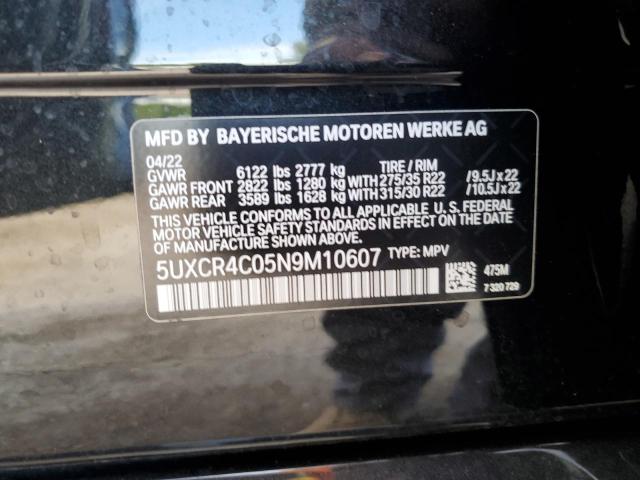 MFD BY BAYERISCHE MOTOREN WERKE AG
04/22 TIRE / RIM
GVWR 6122 lbs 2777 kg
GAWR FRONT 2822 lbs 1280 kg WITH 275/35 R22 /9.5J x 22
GAWR REAR 3589 lbs 1628 kg WITH 315/30 R22 /10.5J x 22
THIS VEHICLE CONFORMS TO ALL APPLICABLE U. S. FEDERAL
MOTOR VEHICLE SAFETY STANDARDS IN EFFECT ON THE
DATE OF MANUFACTURE SHOWN ABOVE.
5UXCR4C05N9M10607 TYPE: MPV
475M
7 320 729